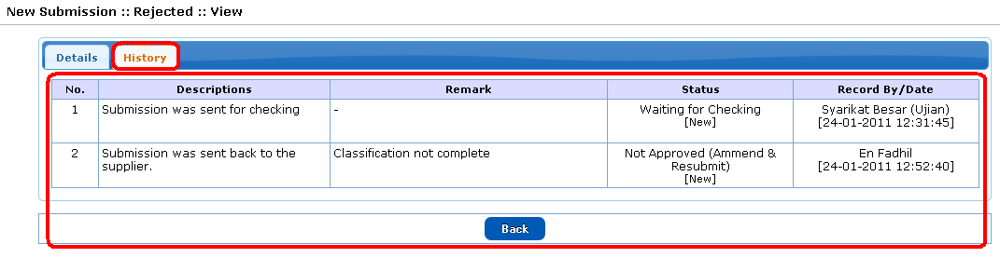 New Submission :: Rejected :: View
Details History
No. Descriptions Remark Status Record By/Date
1 Submission was sent for checking - Waiting for Checking Syarikat Besar (Ujian)
[New] [24-01-2011 12:31:45]
2 Submission was sent back to the Classification not complete Not Approved (Ammend & En Fadhil
supplier. Resubmit) [24-01-2011 12:52:40]
[New]
Back